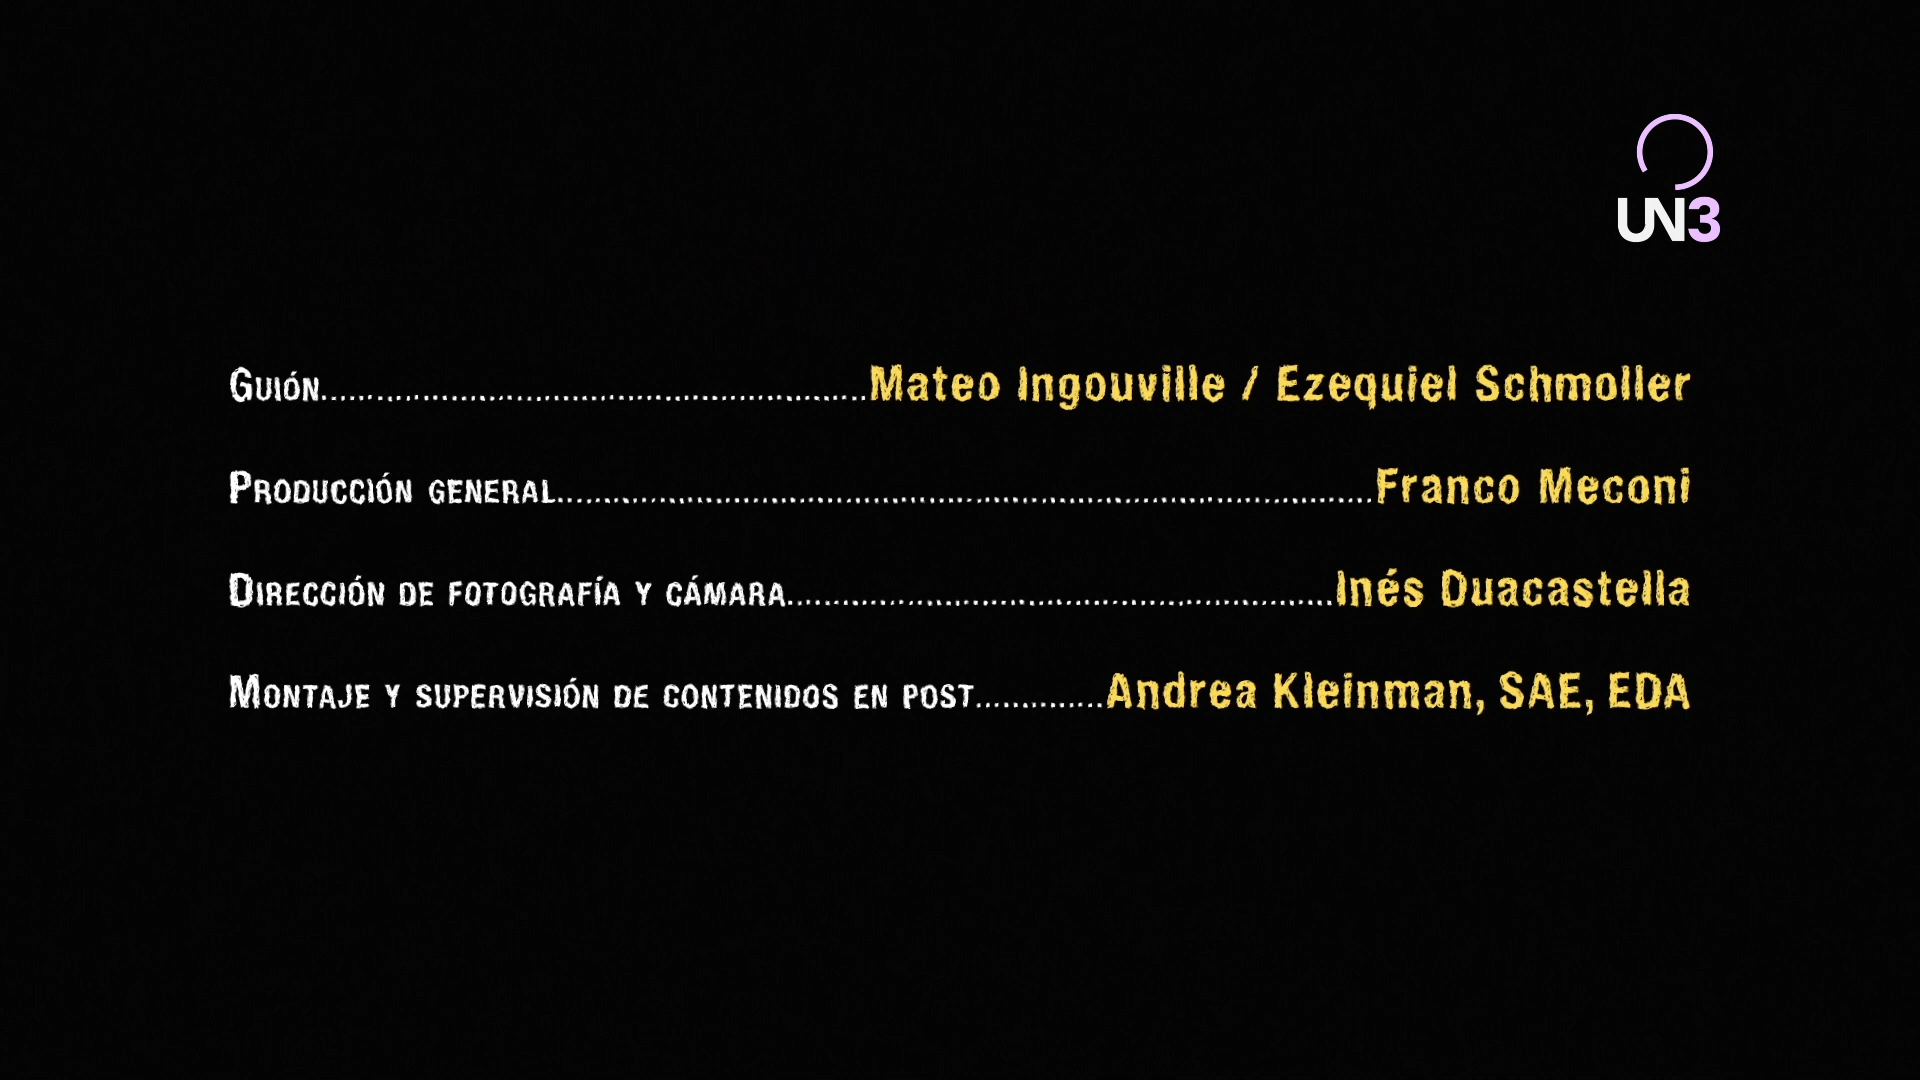 UN3
Guión......................................................Mateo Ingouville / Ezequiel Schmoller
Producción general......................................................Franco Meconi
Dirección de fotografía y cámara......................................................Inés Duacastella
Montaje y supervisión de contenidos en post..............Andrea Kleinman, SAE, EDA